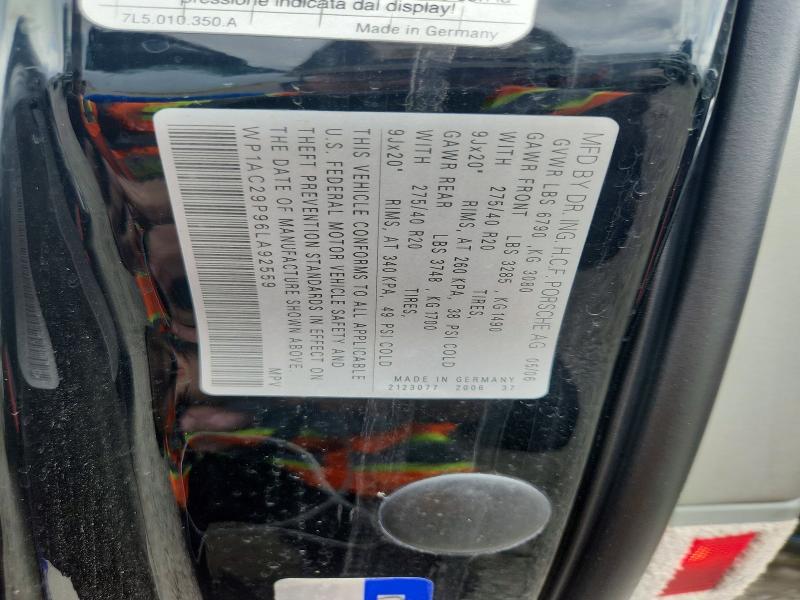 pressione indicata dal display!
7L5.010.350.A
Made in Germany
MFD BY DR. ING. H.C.F. PORSCHE AG 05/06
GVWR LBS 6790 ,KG 3080
GAWR FRONT LBS 3285 ,KG1490
WITH 275/40 R20 TIRES,
9Jx20" RIMS, AT 260 KPA, 38 PSI COLD
GAWR REAR LBS 3748 ,KG1700
WITH 275/40 R20 TIRES,
9Jx20" RIMS, AT 340 KPA, 49 PSI COLD
THIS VEHICLE CONFORMS TO ALL APPLICABLE
U.S. FEDERAL MOTOR VEHICLE SAFETY AND
THEFT PREVENTION STANDARDS IN EFFECT ON
THE DATE OF MANUFACTURE SHOWN ABOVE.
WP1AC29P96LA92559 MPV
MADE IN GERMANY
2123077 2006 37